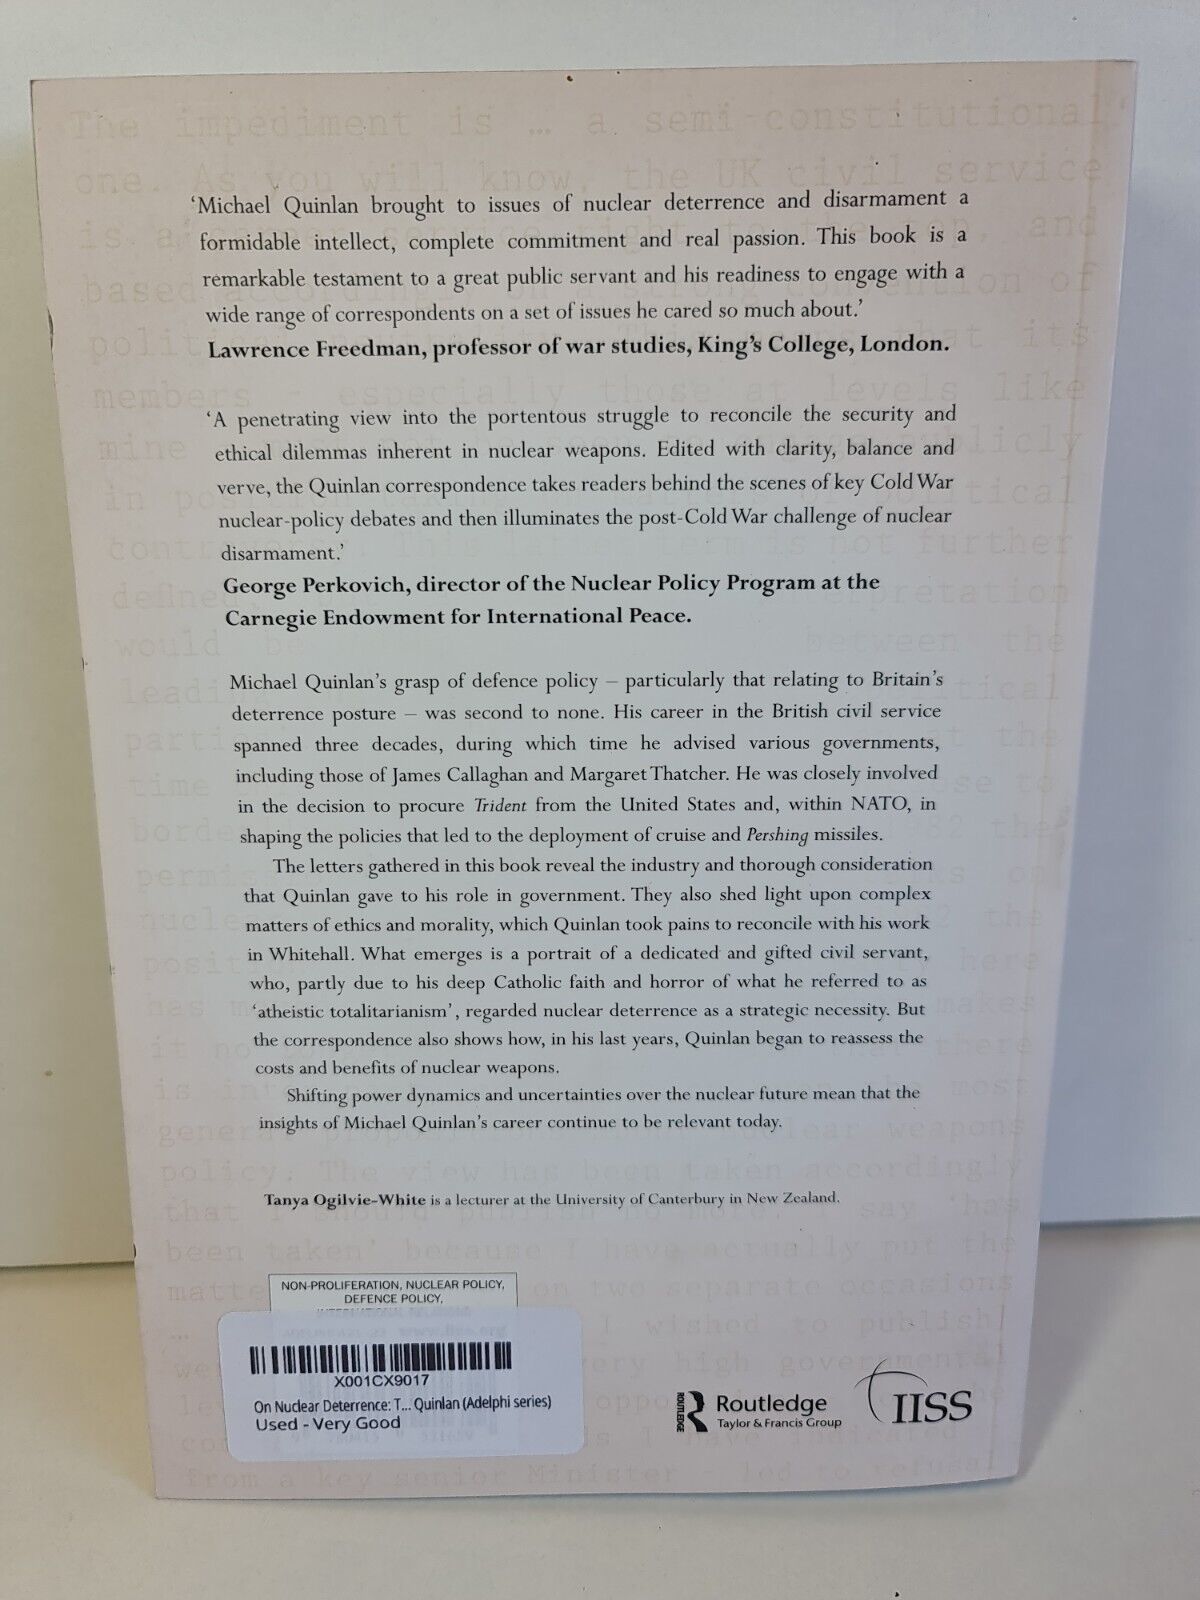 The impediment is ... a semi-constitutional
one. As you will know, the UK civil service
'Michael Quinlan brought to issues of nuclear deterrence and disarmament a
formidable intellect, complete commitment and real passion. This book is a
remarkable testament to a great public servant and his readiness to engage with a
wide range of correspondents on a set of issues he cared so much about.'
Lawrence Freedman, professor of war studies, King's College, London.
'A penetrating view into the portentous struggle to reconcile the security and
ethical dilemmas inherent in nuclear weapons. Edited with clarity, balance and
verve, the Quinlan correspondence takes readers behind the scenes of key Cold War
nuclear-policy debates and then illuminates the post-Cold War challenge of nuclear
disarmament.'
George Perkovich, director of the Nuclear Policy Program at the
Carnegie Endowment for International Peace.
Michael Quinlan's grasp of defence policy – particularly that relating to Britain's
deterrence posture – was second to none. His career in the British civil service
spanned three decades, during which time he advised various governments,
including those of James Callaghan and Margaret Thatcher. He was closely involved
in the decision to procure Trident from the United States and, within NATO, in
shaping the policies that led to the deployment of cruise and Pershing missiles.
The letters gathered in this book reveal the industry and thorough consideration
that Quinlan gave to his role in government. They also shed light upon complex
matters of ethics and morality, which Quinlan took pains to reconcile with his work
in Whitehall. What emerges is a portrait of a dedicated and gifted civil servant,
who, partly due to his deep Catholic faith and horror of what he referred to as
'atheistic totalitarianism', regarded nuclear deterrence as a strategic necessity. But
the correspondence also shows how, in his last years, Quinlan began to reassess the
costs and benefits of nuclear weapons.
Shifting power dynamics and uncertainties over the nuclear future mean that the
insights of Michael Quinlan's career continue to be relevant today.
Tanya Ogilvie-White is a lecturer at the University of Canterbury in New Zealand.
NON-PROLIFERATION, NUCLEAR POLICY,
DEFENCE POLICY,
X001CX9017
On Nuclear Deterrence: T... Quinlan (Adelphi series)
Used - Very Good
ROUTLEDGE
Routledge
Taylor & Francis Group
IISS